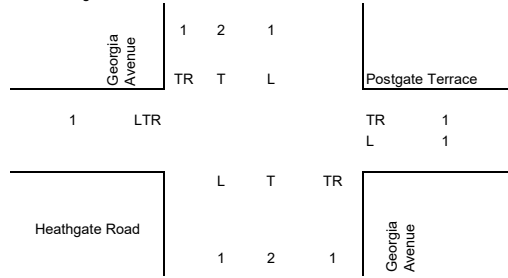 1 2 1
Georgia
Avenue
TR T L
Postgate Terrace
1 LTR
TR 1
L 1
L T TR
Heathgate Road
Georgia
Avenue
1 2 1